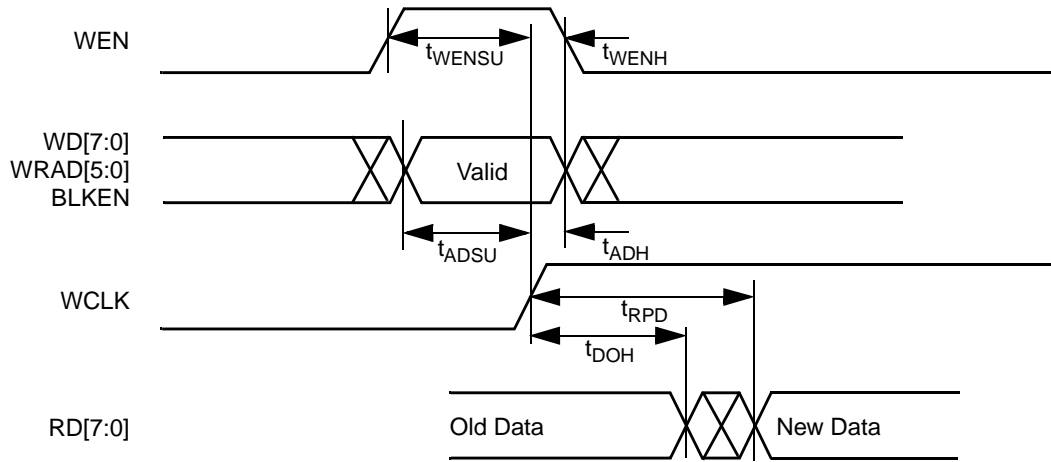 WEN
tWENSU
tWENH
WD[7:0]
WRAD[5:0]
BLKEN
Valid
tADSU
tADH
WCLK
tRPD
tDOH
RD[7:0]
Old Data
New Data